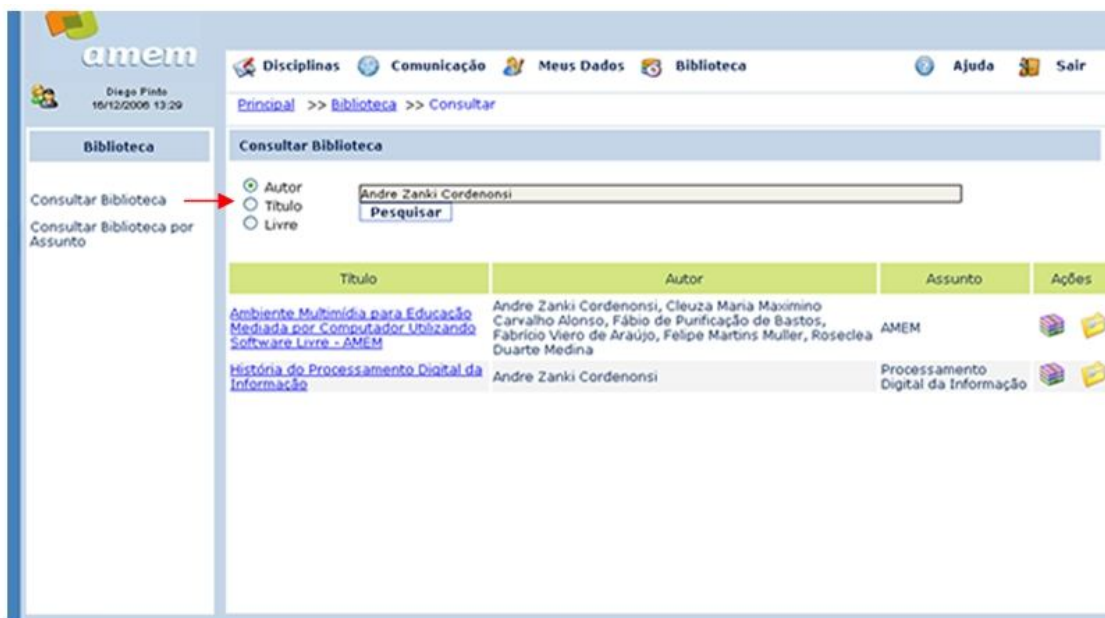 amem
Disciplinas Comunicação Meus Dados Biblioteca Ajuda Sair
Diego Pinto
16/12/2006 13:29
Principal >> Biblioteca >> Consultar
Biblioteca
Consultar Biblioteca
Consultar Biblioteca por
Assunto
Consultar Biblioteca
Autor
Título
Livre
Andre Zanki Cordenonsi
Pesquisar
Título Autor Assunto Ações
Ambiente Multimídia para Educação
Mediada por Computador Utilizando
Software Livre - AMEM
Andre Zanki Cordenonsi, Cleuza Maria Maximino
Carvalho Alonso, Fábio de Purificação de Bastos,
Fabrício Viero de Araújo, Felipe Martins Muller, Roseclea
Duarte Medina
AMEM
História do Processamento Digital da
Informação
Andre Zanki Cordenonsi
Processamento
Digital da Informação